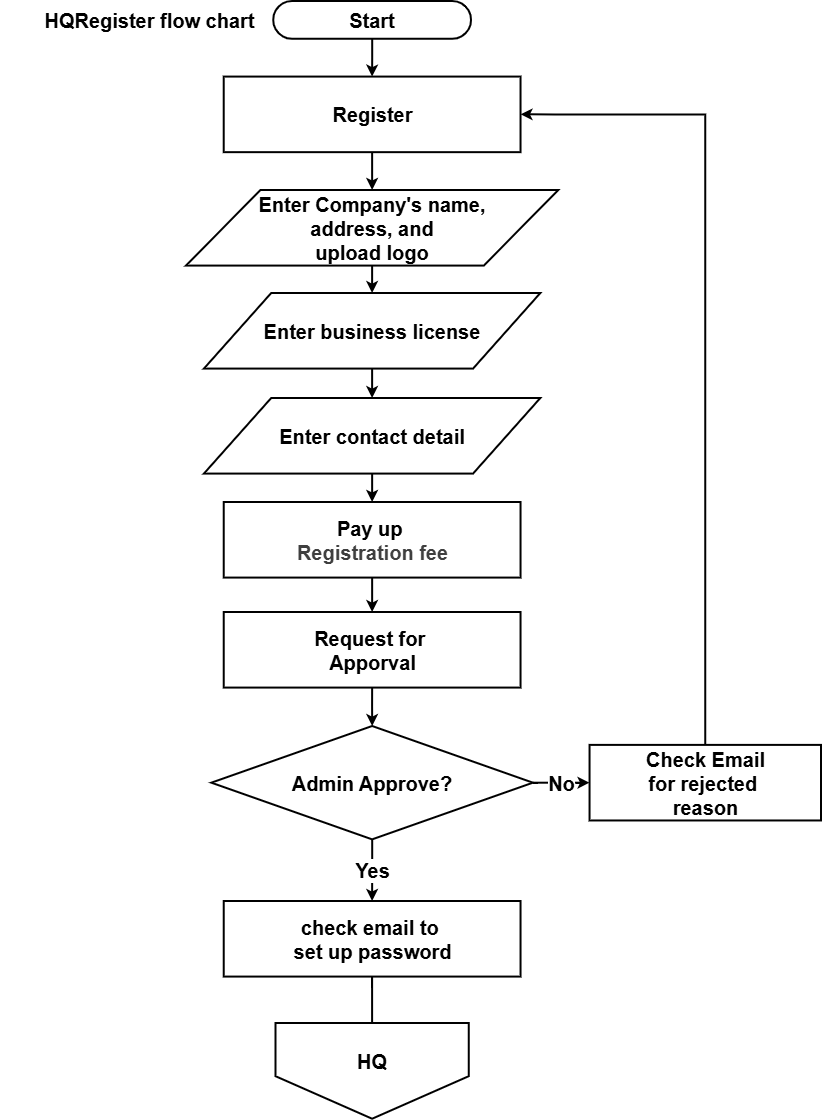 HQRegister flow chart
Start
Register
Enter Company's name,
address, and
upload logo
Enter business license
Enter contact detail
Pay up
Registration fee
Request for
Apporval
Admin Approve?
No
Check Email
for rejected
reason
Yes
check email to
set up password
HQ